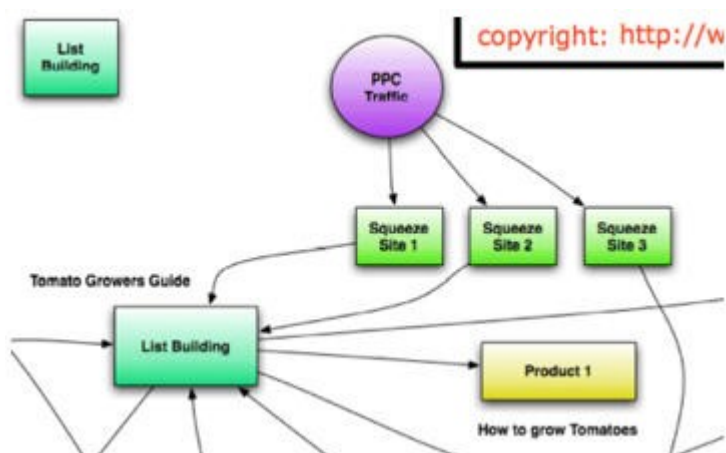 List
Building
copyright: http://w
PPC
Traffic
Squeeze
Site 1
Squeeze
Site 2
Squeeze
Site 3
Tomato Growers Guide
List Building
Product 1
How to grow Tomatoes